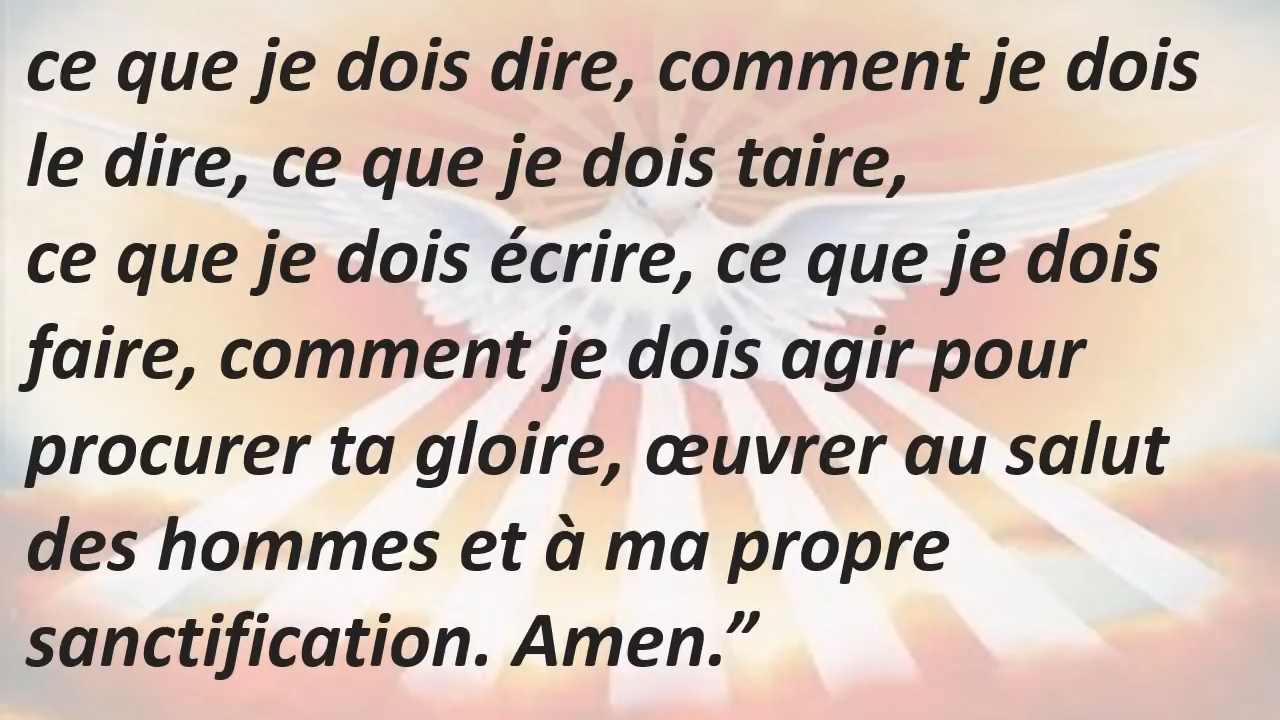 ce que je dois dire, comment je dois
le dire, ce que je dois taire,
ce que je dois écrire, ce que je dois
faire, comment je dois agir pour
procurer ta gloire, œuvrer au salut
des hommes et à ma propre
sanctification. Amen.”